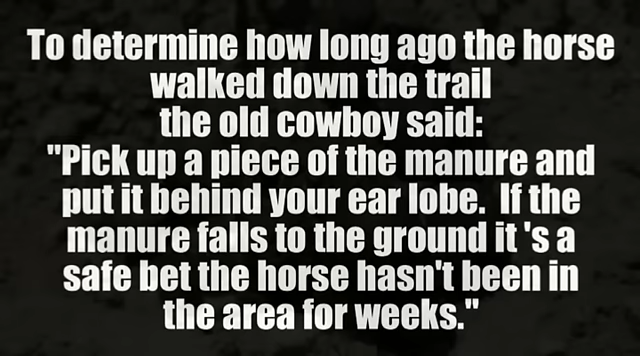 To determine how long ago the horse
walked down the trail
the old cowboy said:
"Pick up a piece of the manure and
put it behind your ear lobe.  If the
manure falls to the ground it 's a
safe bet the horse hasn't been in
the area for weeks."